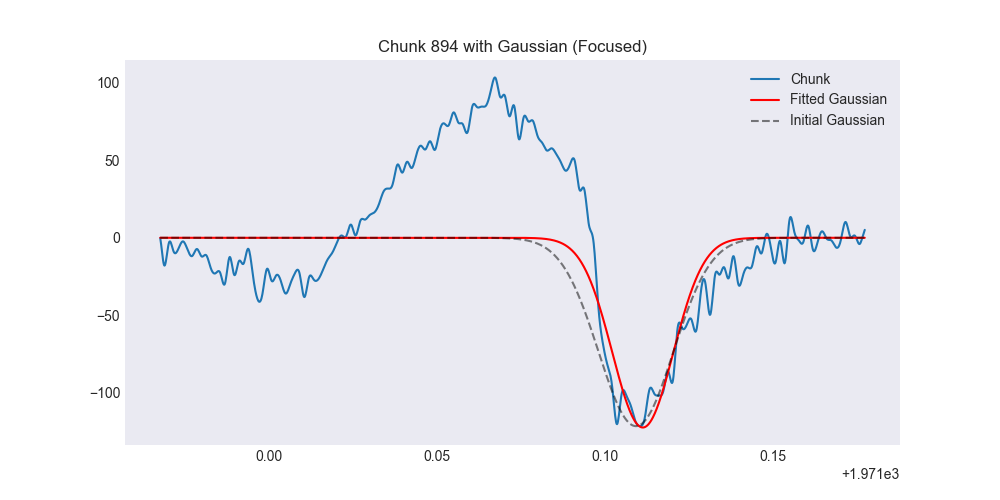 Chunk 894 with Gaussian (Focused)
Chunk
Fitted Gaussian
Initial Gaussian
100
50
0
−50
−100
0.00 0.05 0.10 0.15
+1.971e3